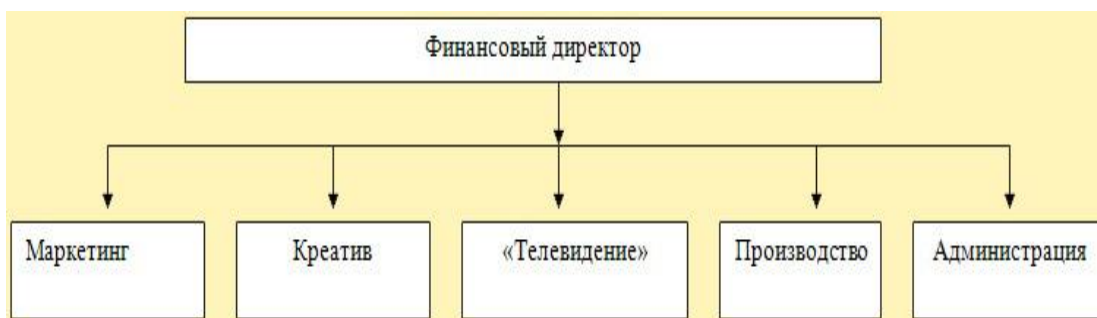 Финансовый директор
Маркетинг
Креатив
«Телевидение»
Производство
Администрация